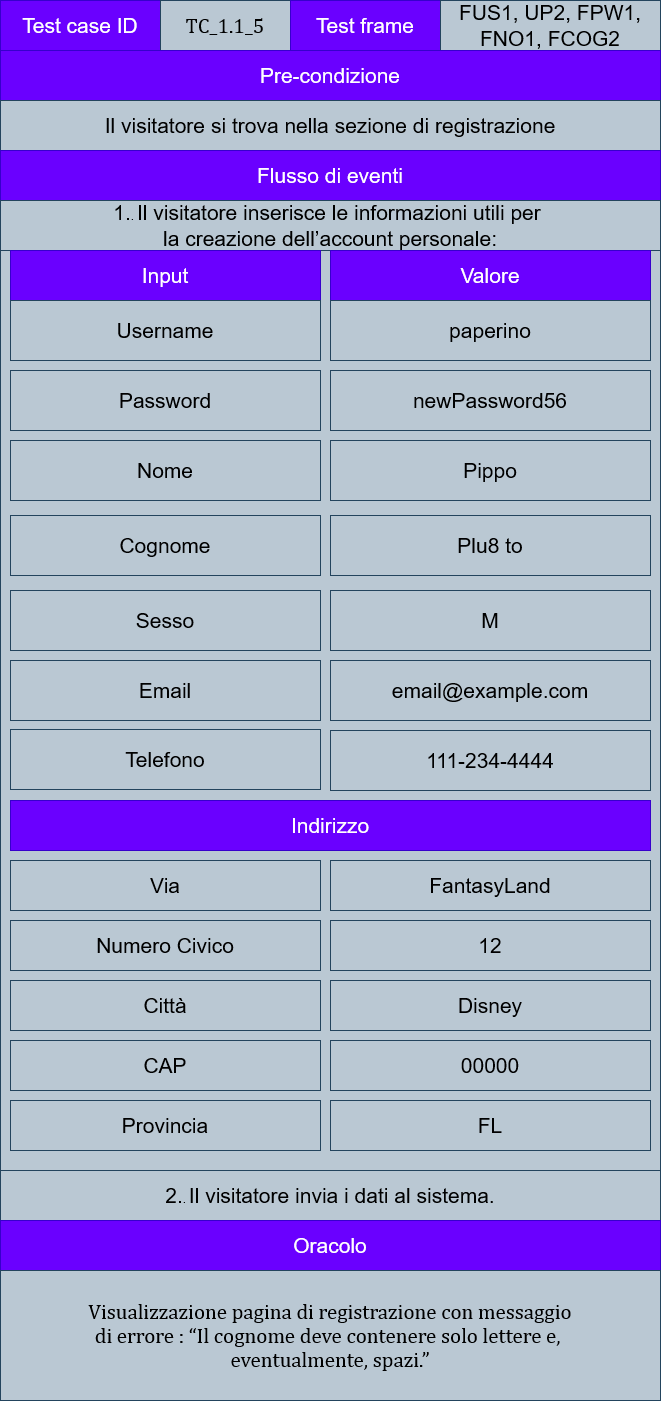 Test case ID TC_1.1_5 Test frame FUS1, UP2, FPW1,
FNO1, FCOG2
Pre-condizione
Il visitatore si trova nella sezione di registrazione
Flusso di eventi
1. Il visitatore inserisce le informazioni utili per
la creazione dell’account personale:
Input Valore
Username paperino
Password newPassword56
Nome Pippo
Cognome Plu8 to
Sesso M
Email email@example.com
Telefono 111-234-4444
Indirizzo
Via FantasyLand
Numero Civico 12
Città Disney
CAP 00000
Provincia FL
2. Il visitatore invia i dati al sistema.
Oracolo
Visualizzazione pagina di registrazione con messaggio
di errore : “Il cognome deve contenere solo lettere e,
eventualmente, spazi.”